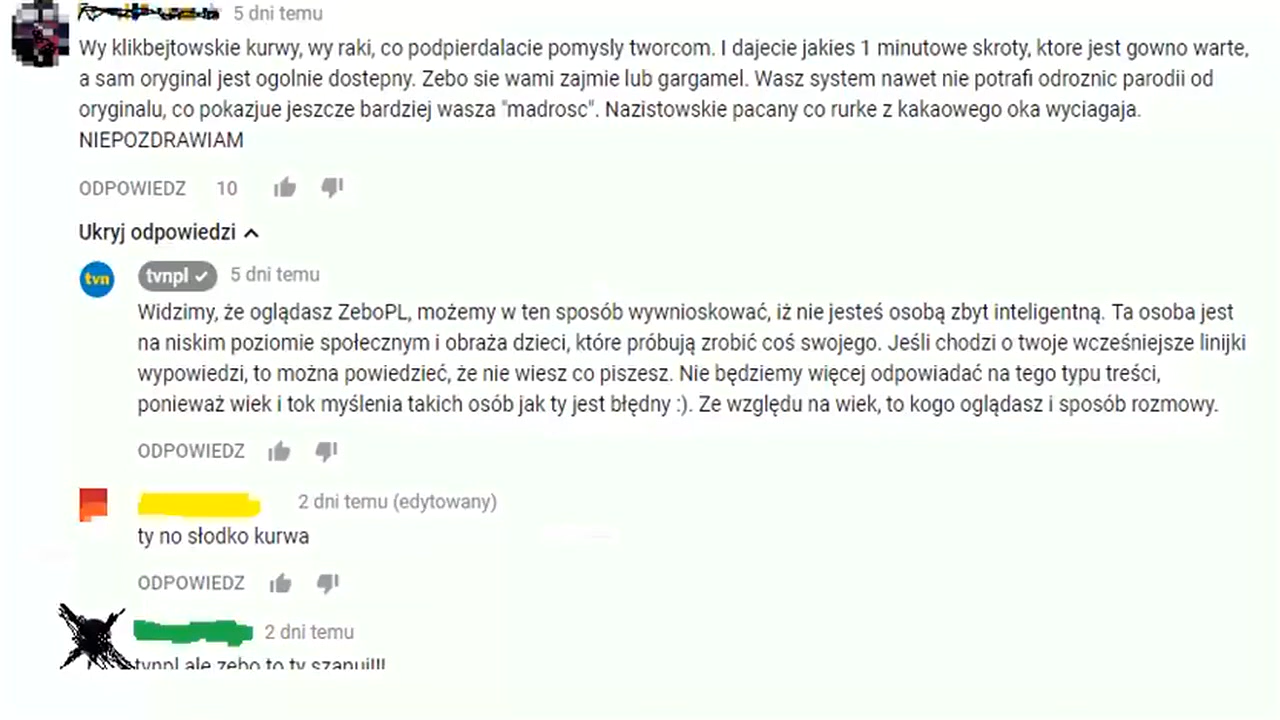 5 dni temu
Wy klikbejtowskie kurwy, wy raki, co podpierdalacie pomysly tworcom. I dajecie jakies 1 minutowe skroty, ktore jest gowno warte,
a sam oryginal jest ogolnie dostepny. Zebo sie wami zajmie lub gargamel. Wasz system nawet nie potrafi odroznic parodii od
oryginalu, co pokazjue jeszcze bardziej wasza "madrosc". Nazistowskie pacany co rurke z kakaowego oka wyciagaja.
NIEPOZDRAWIAM
ODPOWIEDZ 10
Ukryj odpowiedzi
tvn
tvnpl 5 dni temu
Widzimy, że oglądasz ZeboPL, możemy w ten sposób wywnioskować, iż nie jesteś osobą zbyt inteligentną. Ta osoba jest
na niskim poziomie społecznym i obraża dzieci, które próbują zrobić coś swojego. Jeśli chodzi o twoje wcześniejsze linijki
wypowiedzi, to można powiedzieć, że nie wiesz co piszesz. Nie będziemy więcej odpowiadać na tego typu treści,
ponieważ wiek i tok myślenia takich osób jak ty jest błędny :). Ze względu na wiek, to kogo oglądasz i sposób rozmowy.
ODPOWIEDZ
2 dni temu (edytowany)
ty no słodko kurwa
ODPOWIEDZ
2 dni temu
tvnpl ale zebo to ty szanuj!!!